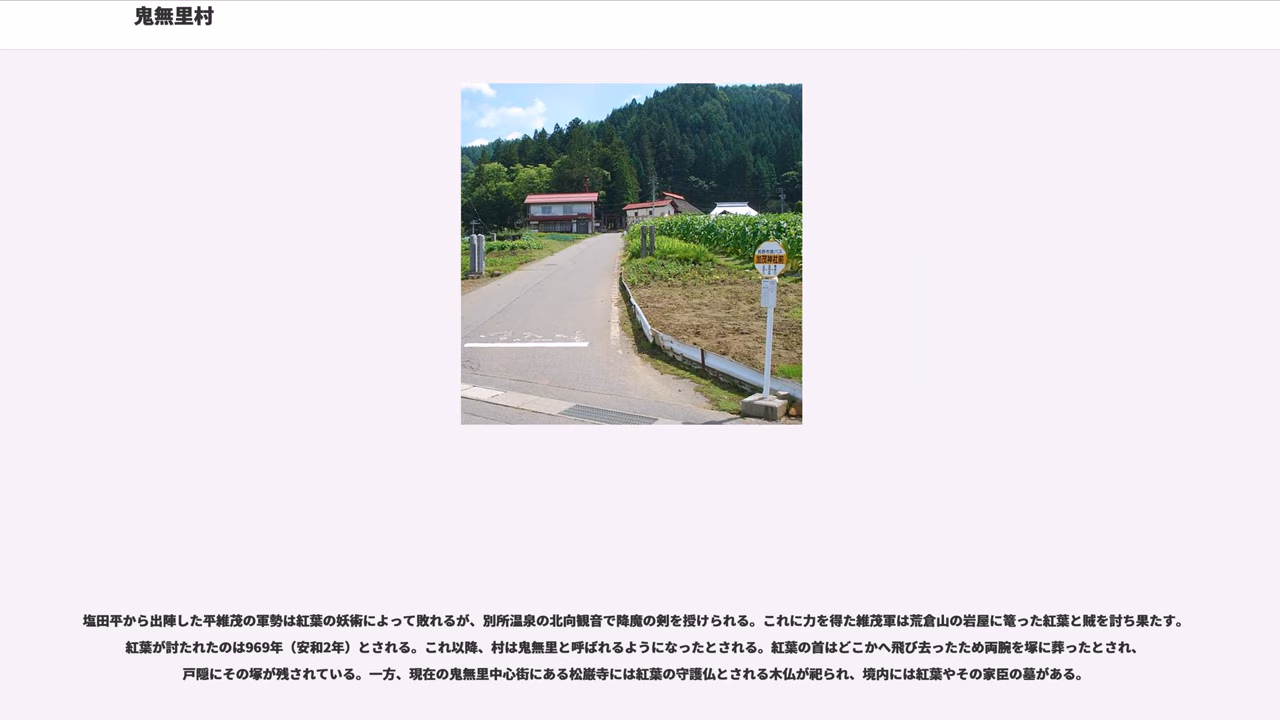 鬼無里村
長野市営バス
加茂神社前
塩田平から出陣した平維茂の軍勢は紅葉の妖術によって敗れるが、別所温泉の北向観音で降魔の剣を授けられる。これに力を得た維茂軍は荒倉山の岩屋に篭った紅葉と賊を討ち果たす。
紅葉が討たれたのは969年（安和2年）とされる。これ以降、村は鬼無里と呼ばれるようになったとされる。紅葉の首はどこかへ飛び去ったため両腕を塚に葬ったとされ、
戸隠にその塚が残されている。一方、現在の鬼無里中心街にある松巌寺には紅葉の守護仏とされる木仏が祀られ、境内には紅葉やその家臣の墓がある。